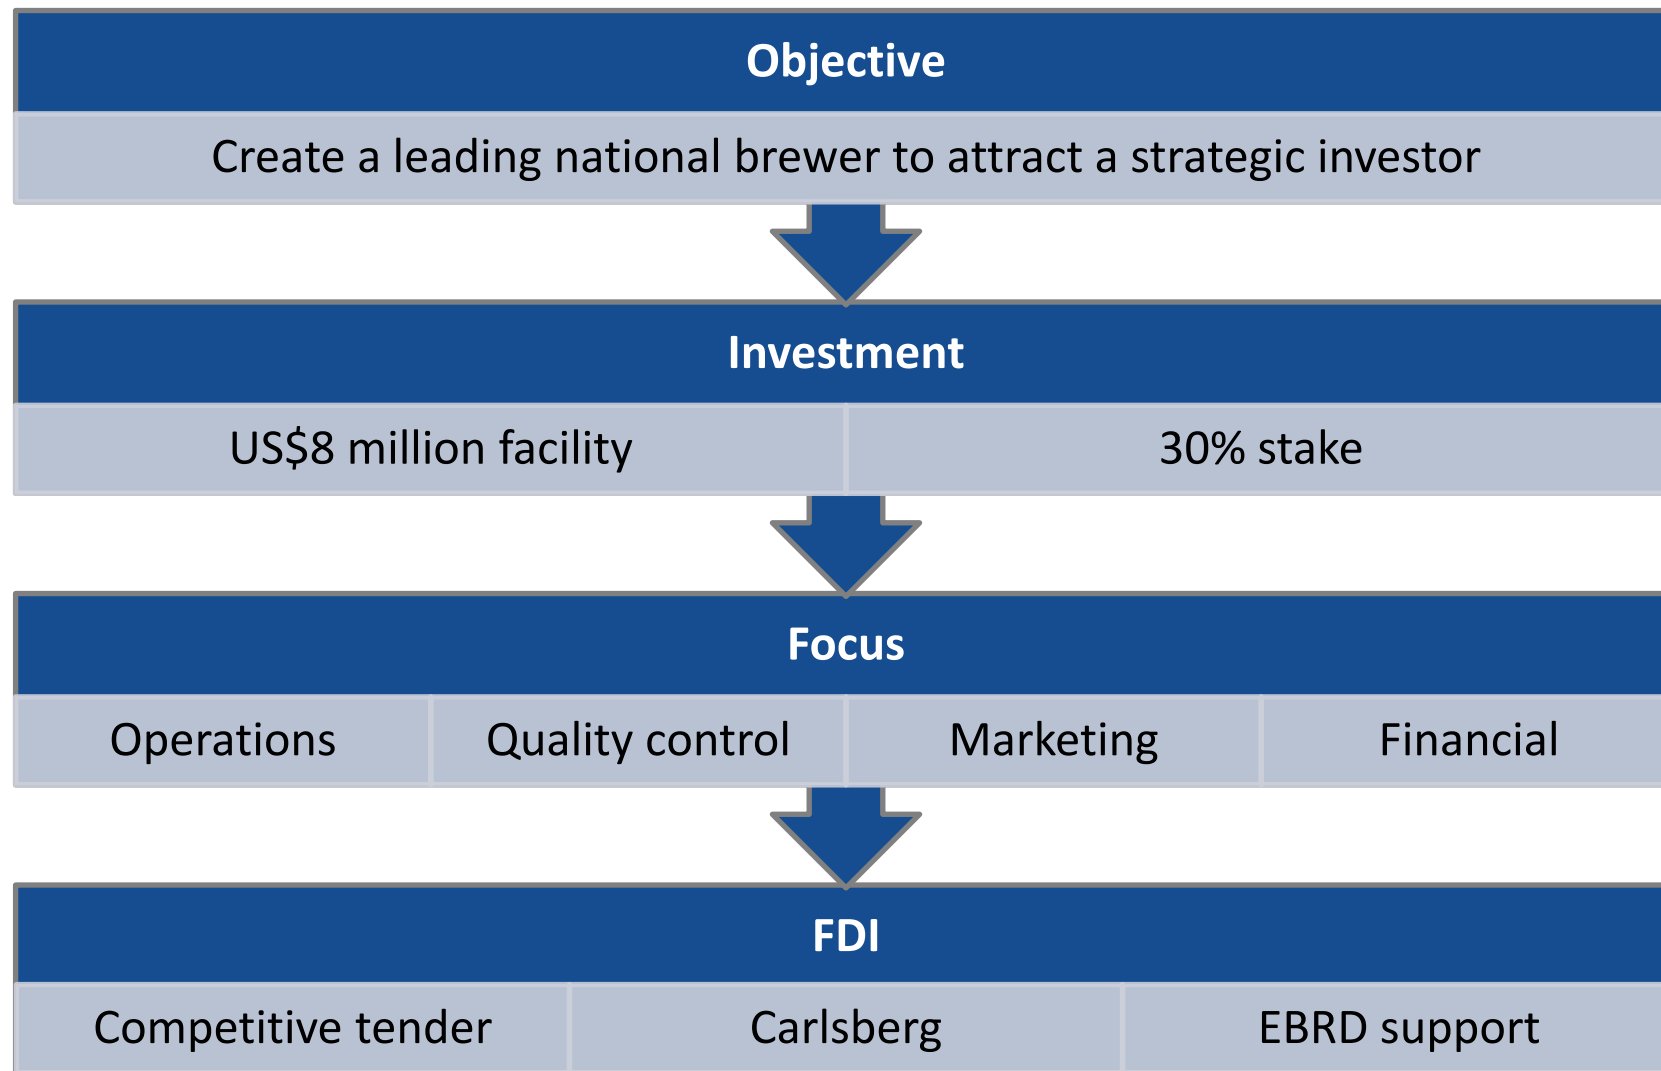 Objective
Create a leading national brewer to attract a strategic investor
Investment
US$8 million facility
30% stake
Focus
Operations
Quality control
Marketing
Financial
FDI
Competitive tender
Carlsberg
EBRD support